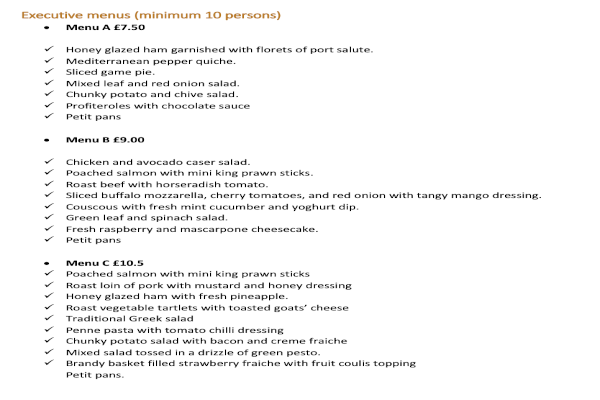 Executive menus (minimum 10 persons)
• Menu A £7.50
✓ Honey glazed ham garnished with florets of port salute.
✓ Mediterranean pepper quiche.
✓ Sliced game pie.
✓ Mixed leaf and red onion salad.
✓ Chunky potato and chive salad.
✓ Profiteroles with chocolate sauce
✓ Petit pans
• Menu B £9.00
✓ Chicken and avocado caser salad.
✓ Poached salmon with mini king prawn sticks.
✓ Roast beef with horseradish tomato.
✓ Sliced buffalo mozzarella, cherry tomatoes, and red onion with tangy mango dressing.
✓ Couscous with fresh mint cucumber and yoghurt dip.
✓ Green leaf and spinach salad.
✓ Fresh raspberry and mascarpone cheesecake.
✓ Petit pans
• Menu C £10.5
✓ Poached salmon with mini king prawn sticks
✓ Roast loin of pork with mustard and honey dressing
✓ Honey glazed ham with fresh pineapple.
✓ Roast vegetable tartlets with toasted goats’ cheese
✓ Traditional Greek salad
✓ Penne pasta with tomato chilli dressing
✓ Chunky potato salad with bacon and creme fraiche
✓ Mixed salad tossed in a drizzle of green pesto.
✓ Brandy basket filled strawberry fraiche with fruit coulis topping
Petit pans.